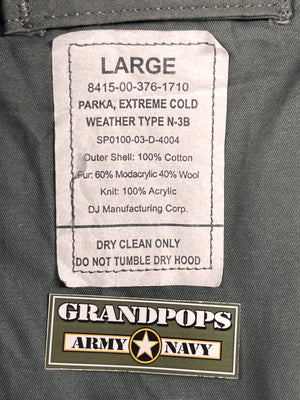 LARGE
8415-00-376-1710
PARKA, EXTREME COLD
WEATHER TYPE N-3B
SP0100-03-D-4004
Outer Shell: 100% Cotton
Fur: 60% Modacrylic 40% Wool
Knit: 100% Acrylic
DJ Manufacturing Corp.
DRY CLEAN ONLY
DO NOT TUMBLE DRY HOOD
GRANDPOPS
ARMY NAVY